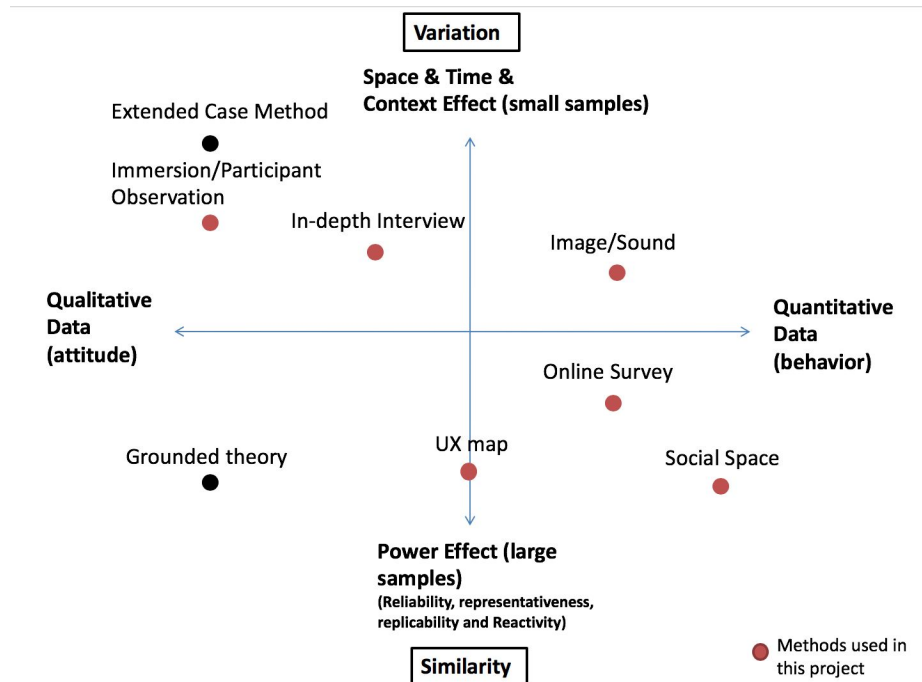 Variation
Space & Time &
Context Effect (small samples)
Extended Case Method
Immersion/Participant
Observation
In-depth Interview
Image/Sound
Qualitative
Data
(attitude)
Quantitative
Data
(behavior)
Online Survey
UX map
Grounded theory
Social Space
Power Effect (large
samples)
(Reliability, representativeness,
replicability and Reactivity)
Similarity
Methods used in
this project